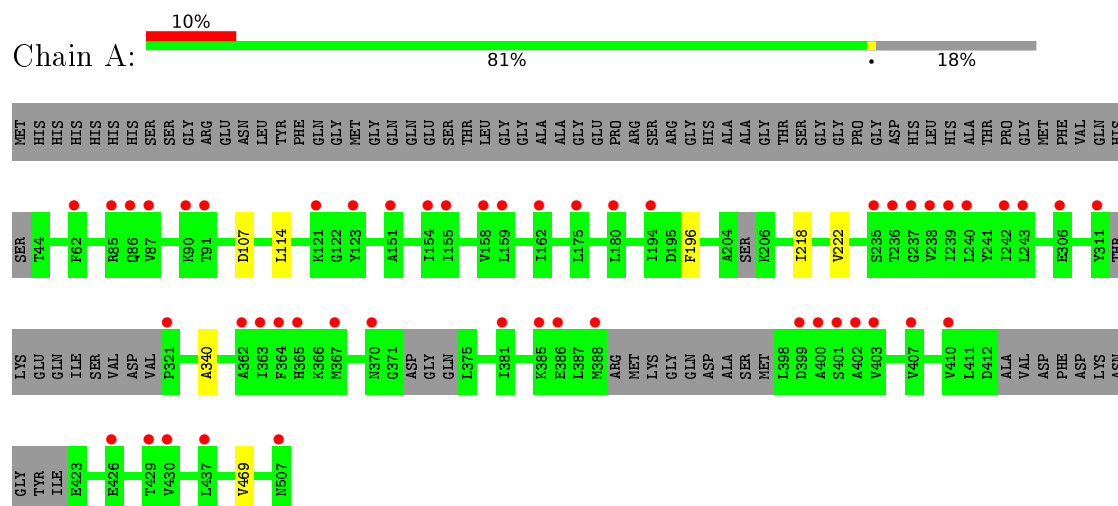 10%
Chain A:
81%
•
18%
MET HIS HIS HIS HIS HIS HIS SER SER GLY ARG GLU ASN LEU TYR PHE GLN GLY MET GLY GLN GLN GLU SER THR LEU GLY GLY ALA ALA GLY GLU PRO ARG SER ARG GLY HIS ALA ALA GLY THR SER GLY GLY PRO GLY ASP HIS LEU HIS ALA THR PRO GLY MET PHE VAL GLN HIS
SER T44 F62 R85 Q86 V87 K90 T91 D107 L114 K121 G122 Y123 A151 I154 I155 V158 L159 I162 L175 L180 I194 D195 F196 A204 SER K206 I218 V222 S235 T236 G237 V238 I239 L240 Y241 I242 L243 E306 Y311 THR
LYS GLU GLN ILE SER VAL ASP VAL P321 A340 A362 I363 F364 H365 K366 M367 N370 G371 ASP GLY GLN L375 I381 K385 E386 L387 M388 ARG MET LYS GLY GLN ASP ALA SER MET L398 D399 A400 S401 A402 V403 V407 V410 L411 D412 ALA VAL ASP PHE ASP LYS ASN
GLY TYR ILE E423 E426 T429 V430 L437 V469 N507